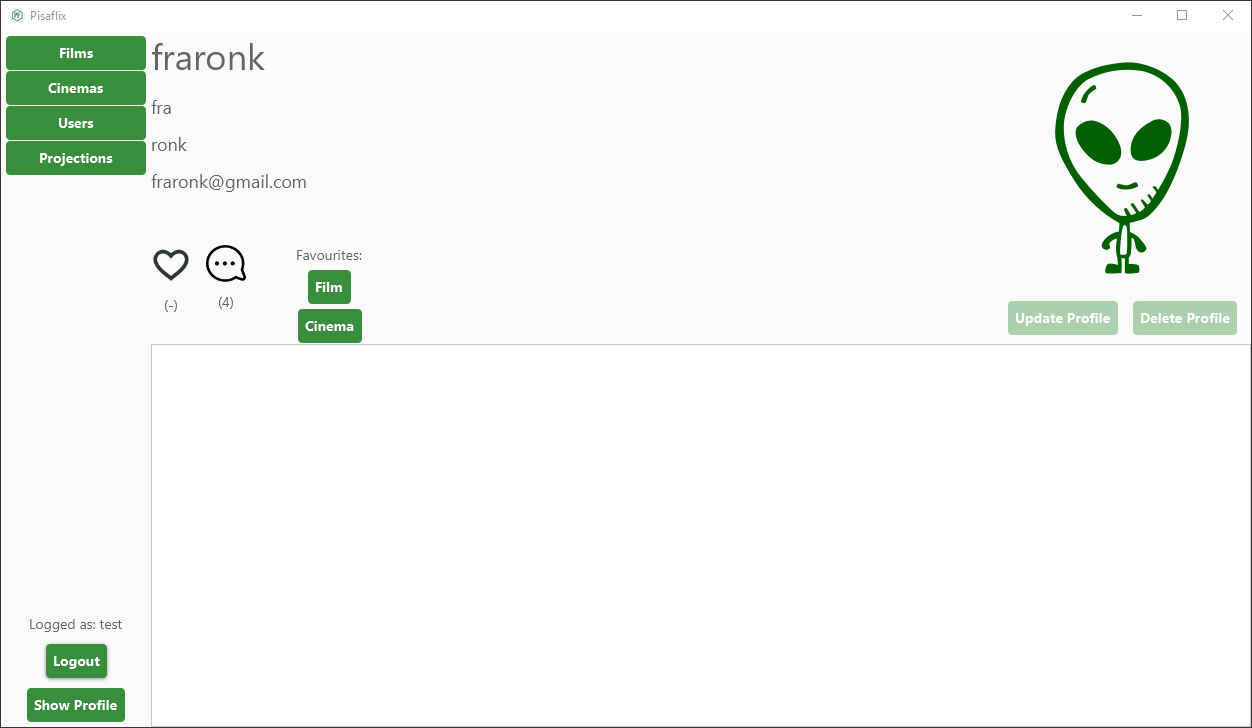 Pisaflix
Films
Cinemas
Users
Projections
fraronk
fra
ronk
fraronk@gmail.com
(-)
(4)
Favourites:
Film
Cinema
Update Profile
Delete Profile
Logged as: test
Logout
Show Profile